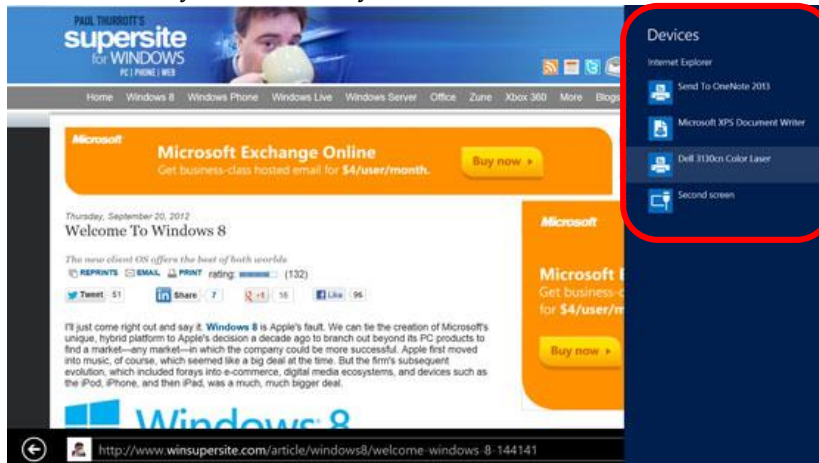 PAUL THURROTT'S
supersite
for WINDOWS
PC | PHONE | WEB
Home Windows 8 Windows Phone Windows Live Windows Server Office Zune Xbox 360 More Blogs
Microsoft
Microsoft Exchange Online
Get business-class hosted email for $4/user/month.
Buy now
Thursday, September 20, 2012
Welcome To Windows 8
The new client OS offers the best of both worlds
REPRINTS EMAIL PRINT rating: (132)
Tweet 51 in Share 7 +1 16 Like 96
I'll just come right out and say it. Windows 8 is Apple's fault. We can tie the creation of Microsoft's
unique, hybrid platform to Apple's decision a decade ago to branch out beyond its PC products to
find a market—any market—in which the company could be more successful. Apple first moved
into music, of course, which seemed like a big deal at the time. But the firm's subsequent
evolution, which included forays into e-commerce, digital media ecosystems, and devices such as
the iPod, iPhone, and then iPad, was a much, much bigger deal.
Windows 8
Microsoft
Microsoft
Get business-c
for $4/user/m
Buy now
http://www.winsupersite.com/article/windows8/welcome-windows-8-144141
Devices
Internet Explorer
Send To OneNote 2013
Microsoft XPS Document Writer
Dell 3130cn Color Laser
Second screen